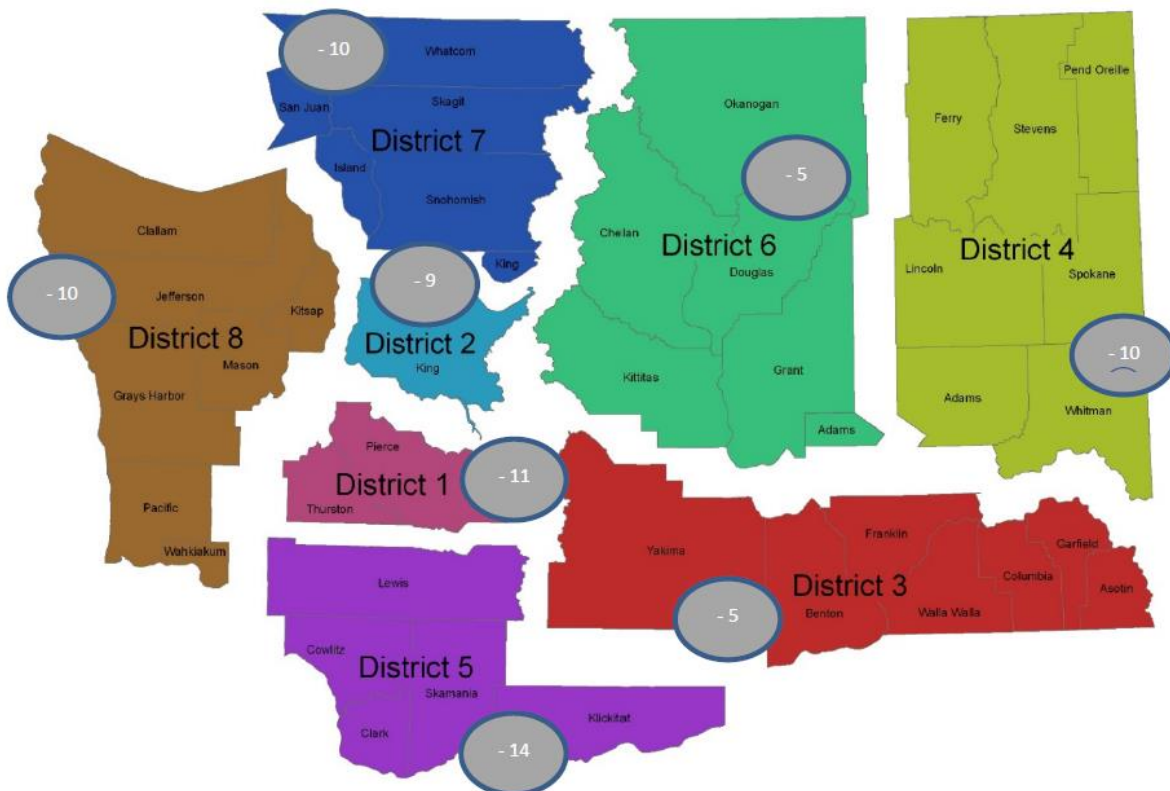 - 10
Whatcom
San Juan
Skagit
District 7
Island
Snohomish
King
Okanogan
- 5
Chelan
District 6
Douglas
Kittitas
Grant
Adams
Pend Oreille
Ferry
Stevens
District 4
Lincoln
Spokane
- 10
Adams
Whitman
Clallam
- 10
Jefferson
Kitsap
District 8
Mason
Grays Harbor
Pacific
Wahkiakum
- 9
District 2
King
Pierce
District 1
- 11
Thurston
Franklin
Yakima
Garfield
Columbia
District 3
Asotin
- 5
Benton
Walla Walla
Lewis
Cowlitz
District 5
Skamania
Klickitat
Clark
- 14